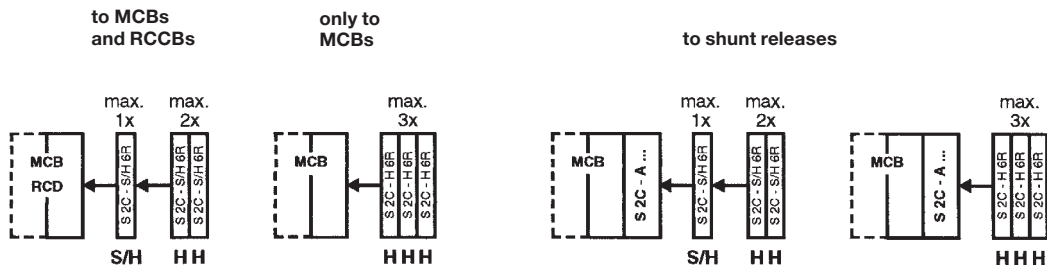 to MCBs
and RCCBs
only to
MCBs
to shunt releases
max.
1x
max.
2x
MCB
RCD
S 2C - S/H 6R
S 2C - S/H 6R
S 2C - S/H 6R
S/H
H H
max.
3x
MCB
S 2C - H 6R
S 2C - H 6R
S 2C - H 6R
H H H
max.
1x
max.
2x
MCB
S 2C - A ...
S 2C - S/H 6R
S 2C - S/H 6R
S 2C - S/H 6R
S/H
H H
max.
3x
MCB
S 2C - A ...
S 2C - H 6R
S 2C - H 6R
S 2C - H 6R
H H H